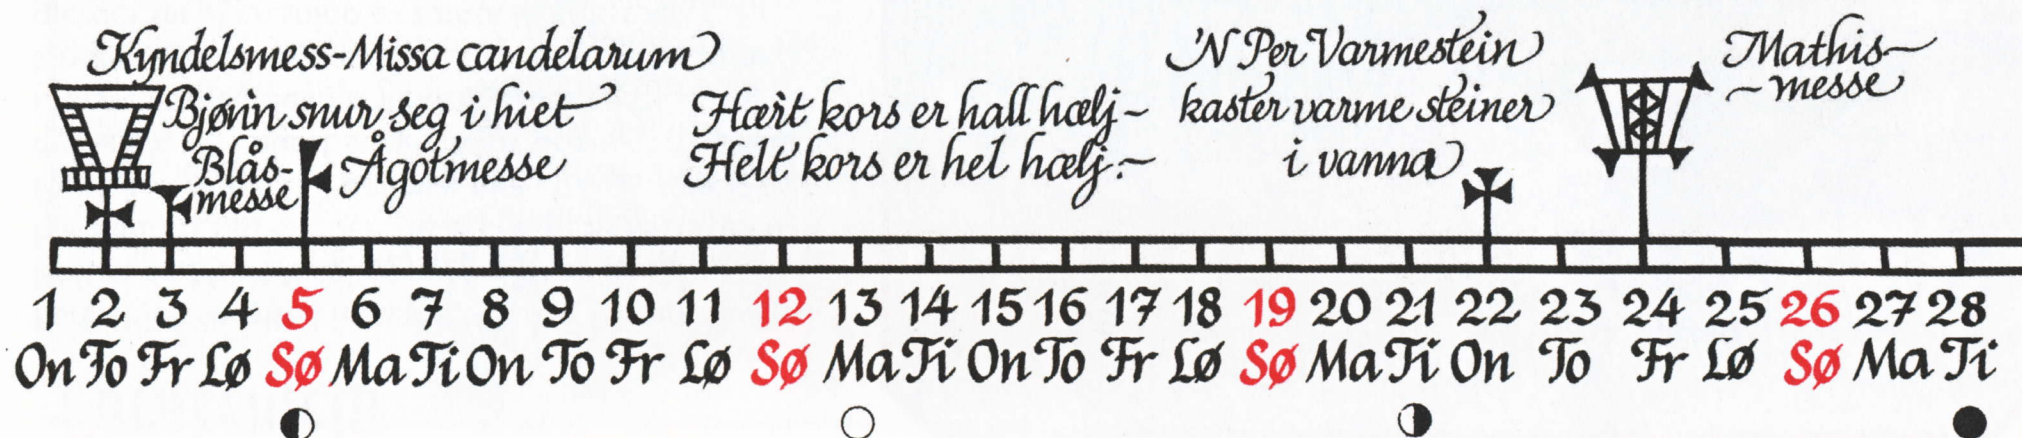 Kyndelsmess-Missa candelarum
Bjønn snur seg i hiet
Blås-
messe
Ågotmesse
Hært kors er hall hælj~
Helt kors er hel hælj.~
'N Per Varmestein
kaster varme steiner
i vanna
Mathis~
~messe
1 2 3 4 5 6 7 8 9 10 11 12 13 14 15 16 17 18 19 20 21 22 23 24 25 26 27 28
On To Fr Lø Sø Ma Ti On To Fr Lø Sø Ma Ti On To Fr Lø Sø Ma Ti On To Fr Lø Sø Ma Ti